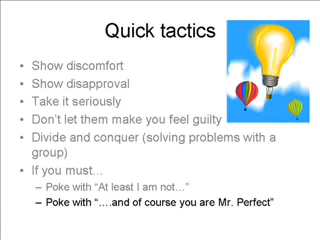 Quick tactics
• Show discomfort
• Show disapproval
• Take it seriously
• Don't let them make you feel guilty
• Divide and conquer (solving problems with a
group)
• If you must…
– Poke with "At least I am not…"
– Poke with "….and of course you are Mr. Perfect"